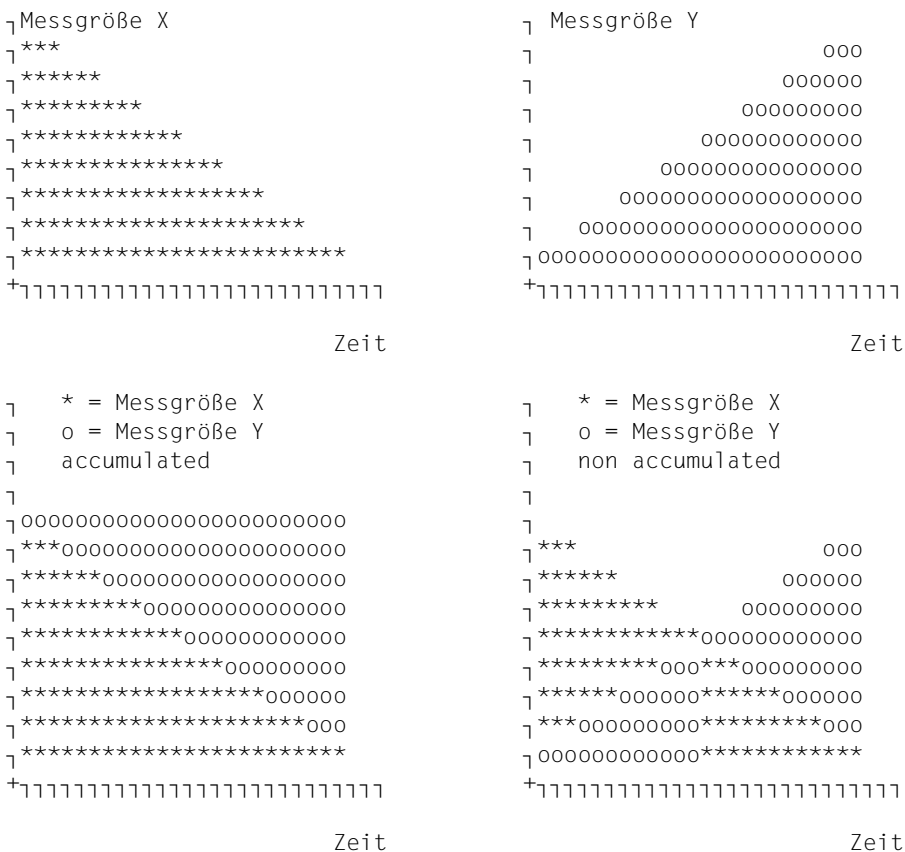 Messgröße X
Messgröße Y
Zeit
Zeit
* = Messgröße X
o = Messgröße Y
accumulated
* = Messgröße X
o = Messgröße Y
non accumulated
Zeit
Zeit